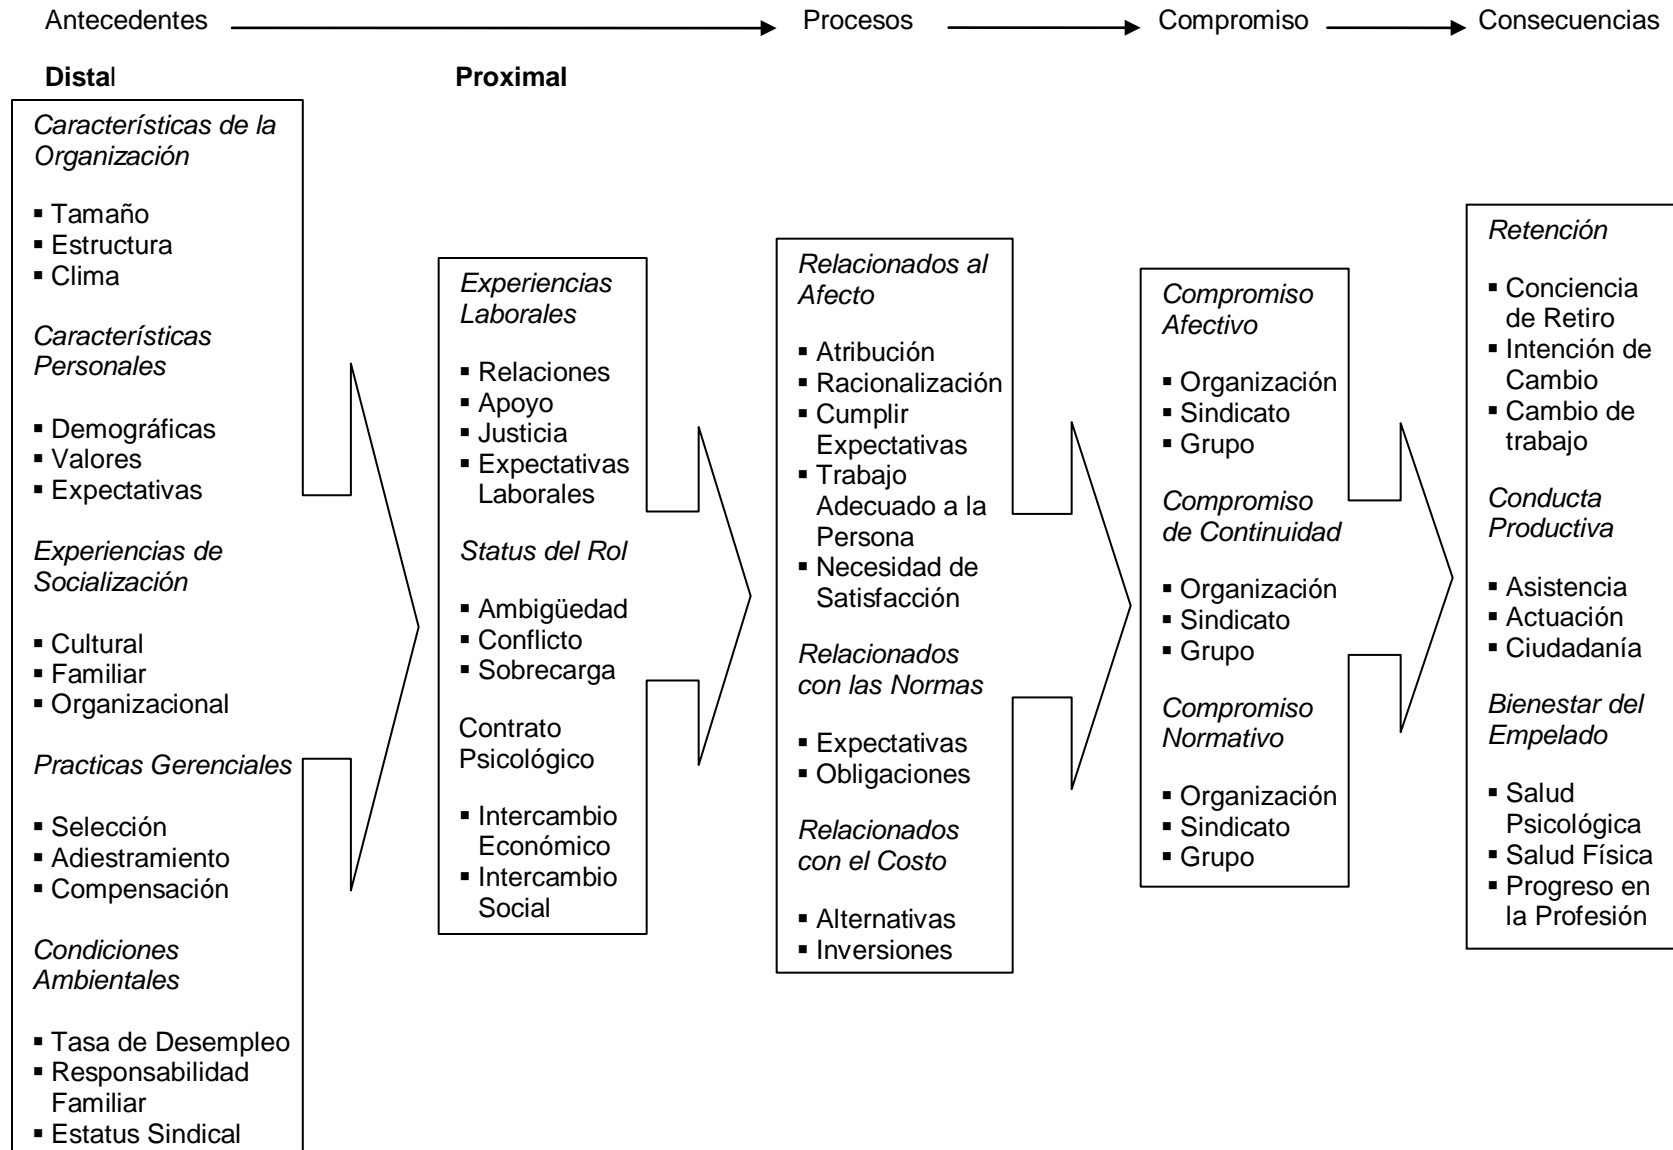 Antecedentes
Procesos
Compromiso
Consecuencias
Distal
Proximal
Características de la
Organización
▪ Tamaño
▪ Estructura
▪ Clima
Características
Personales
▪ Demográficas
▪ Valores
▪ Expectativas
Experiencias de
Socialización
▪ Cultural
▪ Familiar
▪ Organizacional
Practicas Gerenciales
▪ Selección
▪ Adiestramiento
▪ Compensación
Condiciones
Ambientales
▪ Tasa de Desempleo
▪ Responsabilidad
Familiar
▪ Estatus Sindical
Experiencias
Laborales
▪ Relaciones
▪ Apoyo
▪ Justicia
▪ Expectativas
Laborales
Status del Rol
▪ Ambigüedad
▪ Conflicto
▪ Sobrecarga
Contrato
Psicológico
▪ Intercambio
Económico
▪ Intercambio
Social
Relacionados al
Afecto
▪ Atribución
▪ Racionalización
▪ Cumplir
Expectativas
▪ Trabajo
Adecuado a la
Persona
▪ Necesidad de
Satisfacción
Relacionados
con las Normas
▪ Expectativas
▪ Obligaciones
Relacionados
con el Costo
▪ Alternativas
▪ Inversiones
Compromiso
Afectivo
▪ Organización
▪ Sindicato
▪ Grupo
Compromiso
de Continuidad
▪ Organización
▪ Sindicato
▪ Grupo
Compromiso
Normativo
▪ Organización
▪ Sindicato
▪ Grupo
Retención
▪ Conciencia
de Retiro
▪ Intención de
Cambio
▪ Cambio de
trabajo
Conducta
Productiva
▪ Asistencia
▪ Actuación
▪ Ciudadanía
Bienestar del
Empelado
▪ Salud
Psicológica
▪ Salud Física
▪ Progreso en
la Profesión